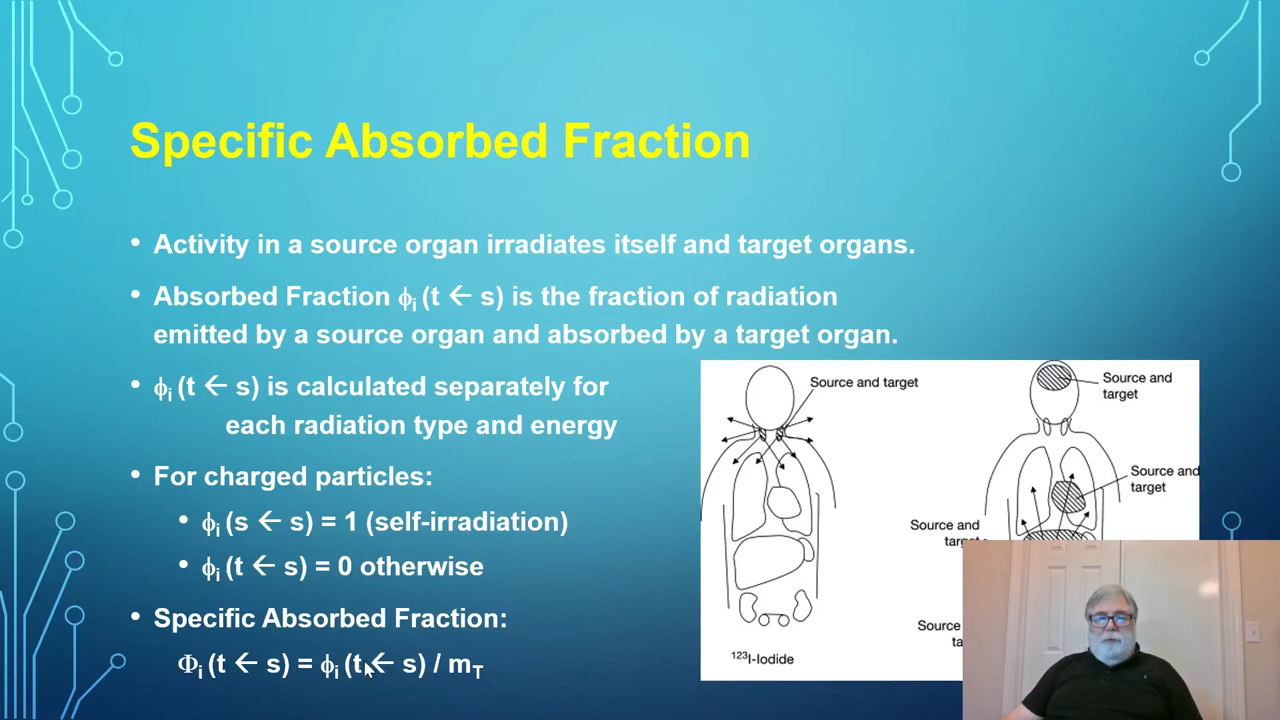 Specific Absorbed Fraction
• Activity in a source organ irradiates itself and target organs.
• Absorbed Fraction ϕi (t ← s) is the fraction of radiation
emitted by a source organ and absorbed by a target organ.
• ϕi (t ← s) is calculated separately for
each radiation type and energy
• For charged particles:
• ϕi (s ← s) = 1 (self-irradiation)
• ϕi (t ← s) = 0 otherwise
• Specific Absorbed Fraction:
Φi (t ← s) = ϕi (t ← s) / mT
Source and target
123I-Iodide
Source and
target
Source and
target
Source and
Source